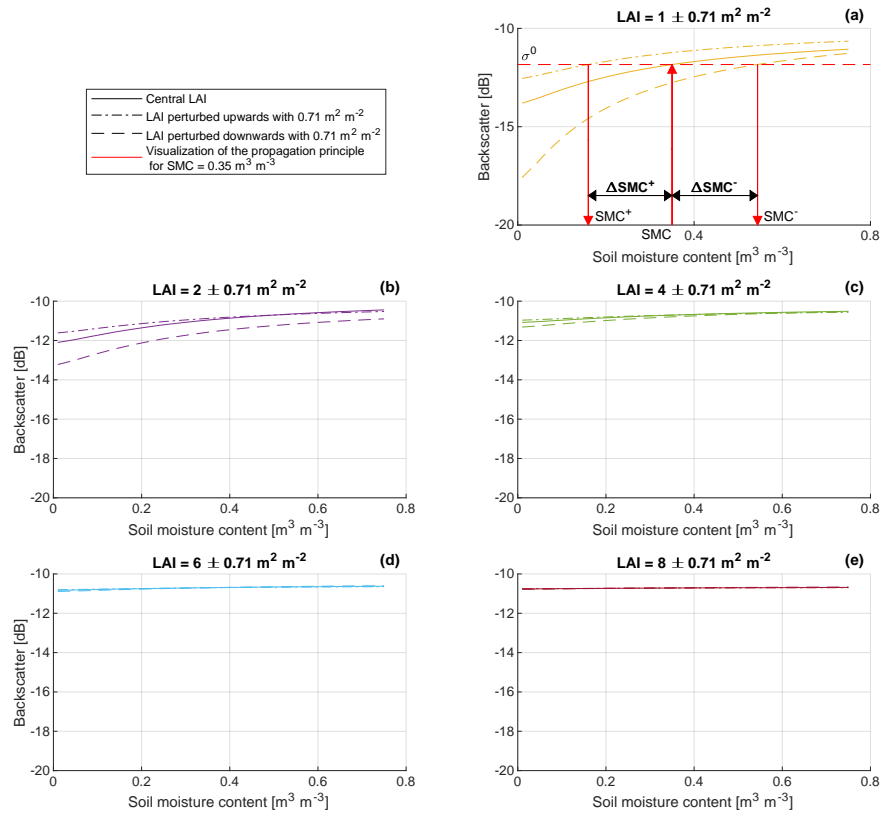 LAI = 1 ± 0.71 m² m⁻²
(a)
-10
-15
-20
Backscatter [dB]
σ⁰
ΔSMC⁺
ΔSMC⁻
SMC⁺
SMC
SMC⁻
0
0.4
0.8
Soil moisture content [m³ m⁻³]
Central LAI
LAI perturbed upwards with 0.71 m² m⁻²
LAI perturbed downwards with 0.71 m² m⁻²
Visualization of the propagation principle
for SMC = 0.35 m³ m⁻³
LAI = 2 ± 0.71 m² m⁻²
(b)
-10
-12
-14
-16
-18
-20
Backscatter [dB]
0
0.2
0.4
0.6
0.8
Soil moisture content [m³ m⁻³]
LAI = 4 ± 0.71 m² m⁻²
(c)
-10
-12
-14
-16
-18
-20
Backscatter [dB]
0
0.2
0.4
0.6
0.8
Soil moisture content [m³ m⁻³]
LAI = 6 ± 0.71 m² m⁻²
(d)
-10
-12
-14
-16
-18
-20
Backscatter [dB]
0
0.2
0.4
0.6
0.8
Soil moisture content [m³ m⁻³]
LAI = 8 ± 0.71 m² m⁻²
(e)
-10
-12
-14
-16
-18
-20
Backscatter [dB]
0
0.2
0.4
0.6
0.8
Soil moisture content [m³ m⁻³]